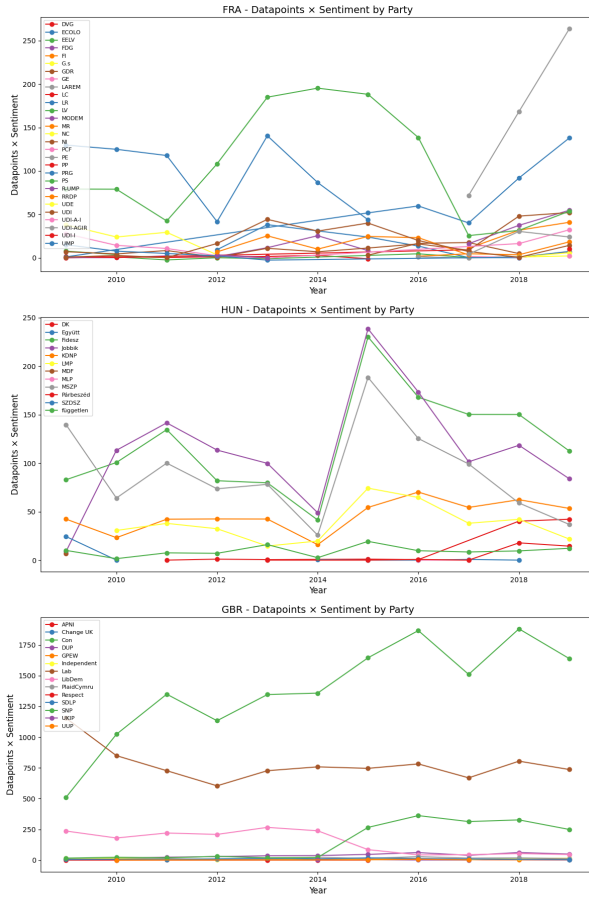 FRA - Datapoints × Sentiment by Party
DVG
ECOLO
EELV
FDG
FI
G.s
GDR
GE
LAREM
LC
LR
LV
MODEM
MR
NC
NI
PCF
PE
PP
PRG
PS
R-UMP
RRDP
UDE
UDI
UDI-A-I
UDI-AGIR
UDI-I
UMP
250
200
150
100
50
0
Datapoints × Sentiment
2010
2012
2014
2016
2018
Year
HUN - Datapoints × Sentiment by Party
DK
Együtt
Fidesz
Jobbik
KDNP
LMP
MDF
MLP
MSZP
Párbeszéd
SZDSZ
független
250
200
150
100
50
0
Datapoints × Sentiment
2010
2012
2014
2016
2018
Year
GBR - Datapoints × Sentiment by Party
APNI
Change UK
Con
DUP
GPEW
Independent
Lab
LibDem
PlaidCymru
Respect
SDLP
SNP
UKIP
UUP
1750
1500
1250
1000
750
500
250
0
Datapoints × Sentiment
2010
2012
2014
2016
2018
Year